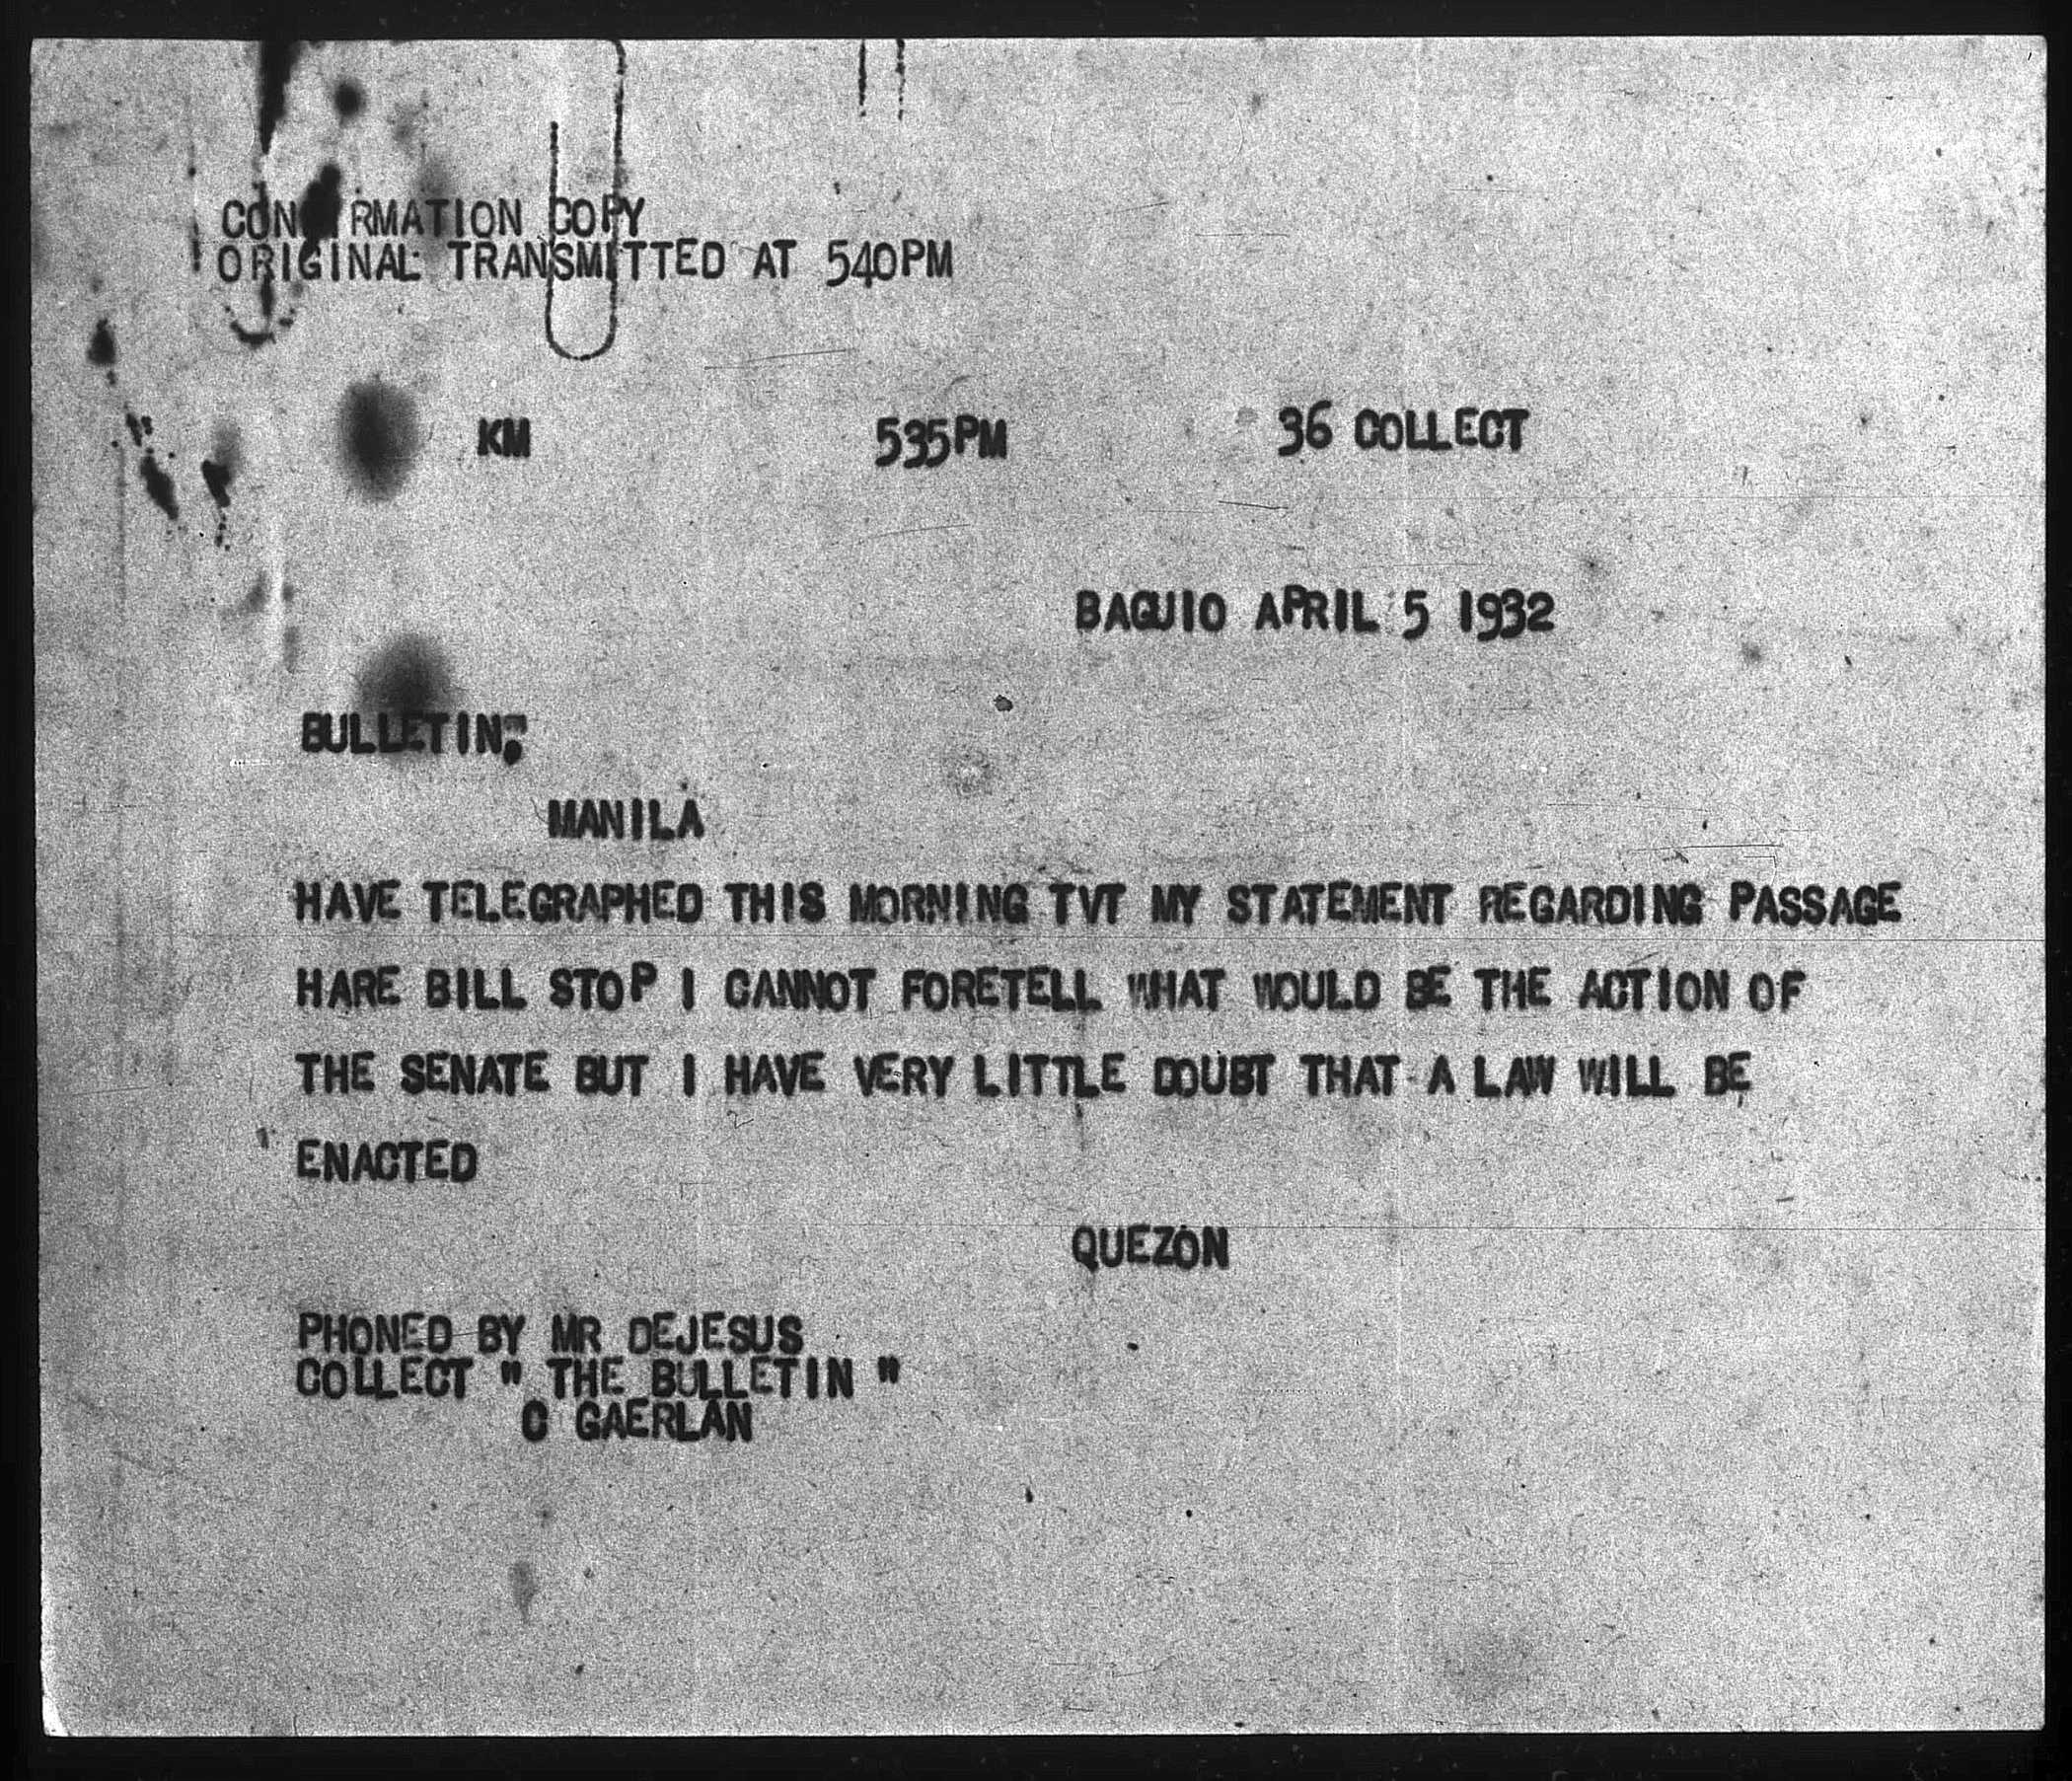 CONFIRMATION COPY
ORIGINAL TRANSMITTED AT 540PM
KM 535PM 36 COLLECT
BAGUIO APRIL 5 1932
BULLETIN;
MANILA
HAVE TELEGRAPHED THIS MORNING TVT MY STATEMENT REGARDING PASSAGE
HARE BILL STOP I CANNOT FORETELL WHAT WOULD BE THE ACTION OF
THE SENATE BUT I HAVE VERY LITTLE DOUBT THAT A LAW WILL BE
ENACTED
QUEZON
PHONED BY MR DEJESUS
COLLECT " THE BULLETIN "
C GAERLAN